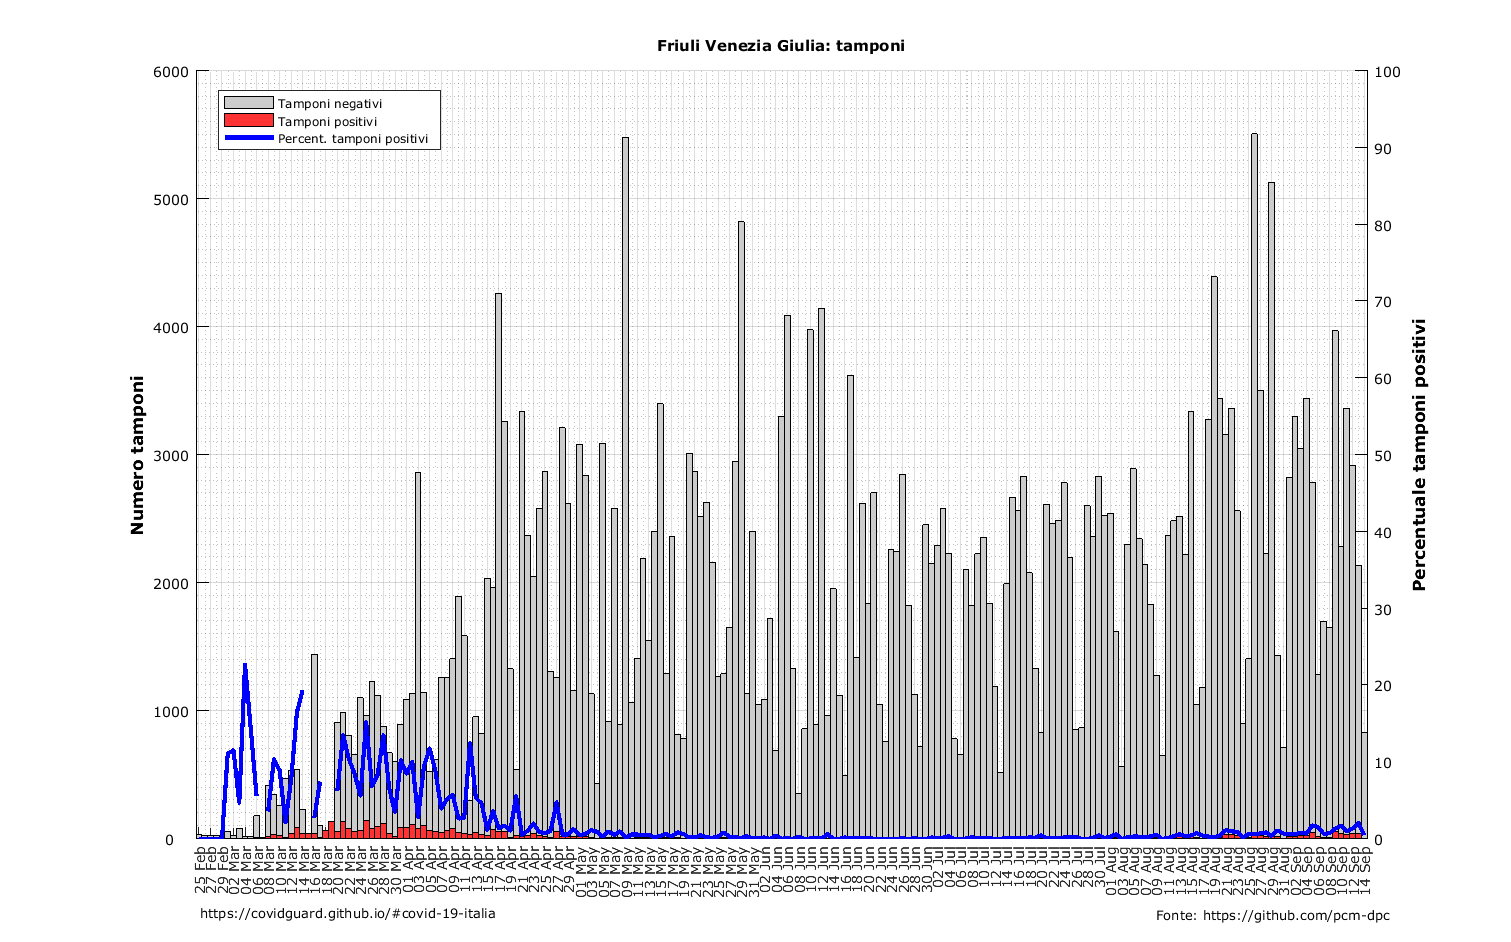 Friuli Venezia Giulia: tamponi
Tamponi negativi
Tamponi positivi
Percent. tamponi positivi
Numero tamponi
6000
5000
4000
3000
2000
1000
0
100
90
80
70
60
50
40
30
20
10
0
Percentuale tamponi positivi
25 Feb
27 Feb
29 Feb
02 Mar
04 Mar
06 Mar
08 Mar
10 Mar
12 Mar
14 Mar
16 Mar
18 Mar
20 Mar
22 Mar
24 Mar
26 Mar
28 Mar
30 Mar
01 Apr
03 Apr
05 Apr
07 Apr
09 Apr
11 Apr
13 Apr
15 Apr
17 Apr
19 Apr
21 Apr
23 Apr
25 Apr
27 Apr
29 Apr
01 May
03 May
05 May
07 May
09 May
11 May
13 May
15 May
17 May
19 May
21 May
23 May
25 May
27 May
29 May
31 May
02 Jun
04 Jun
06 Jun
08 Jun
10 Jun
12 Jun
14 Jun
16 Jun
18 Jun
20 Jun
22 Jun
24 Jun
26 Jun
28 Jun
30 Jun
02 Jul
04 Jul
06 Jul
08 Jul
10 Jul
12 Jul
14 Jul
16 Jul
18 Jul
20 Jul
22 Jul
24 Jul
26 Jul
28 Jul
30 Jul
01 Aug
03 Aug
05 Aug
07 Aug
09 Aug
11 Aug
13 Aug
15 Aug
17 Aug
19 Aug
21 Aug
23 Aug
25 Aug
27 Aug
29 Aug
31 Aug
02 Sep
04 Sep
06 Sep
08 Sep
10 Sep
12 Sep
14 Sep
https://covidguard.github.io/#covid-19-italia
Fonte: https://github.com/pcm-dpc